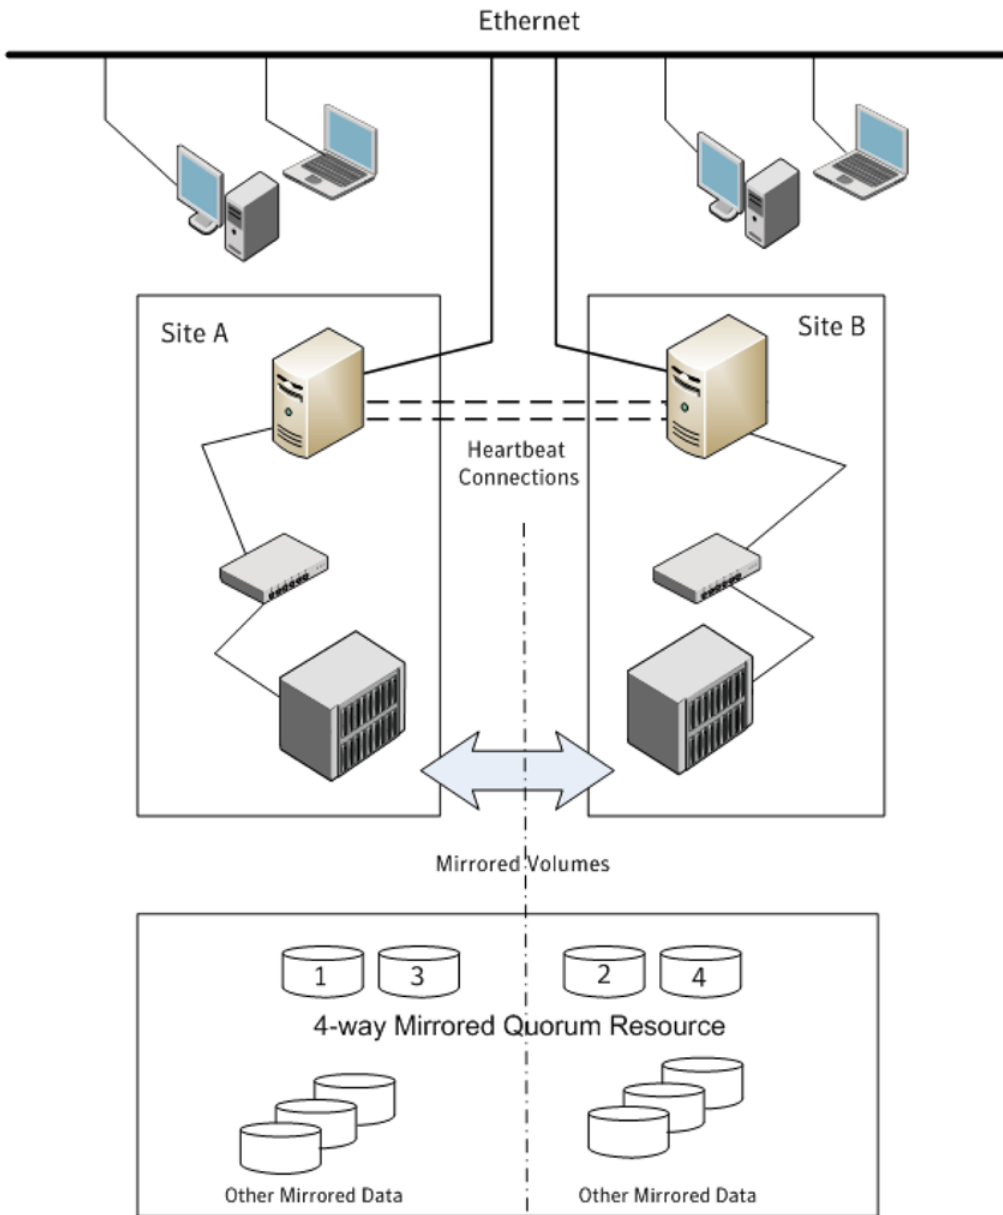 Ethernet
Site A
Site B
Heartbeat
Connections
Mirrored Volumes
1
3
2
4
4-way Mirrored Quorum Resource
Other Mirrored Data
Other Mirrored Data